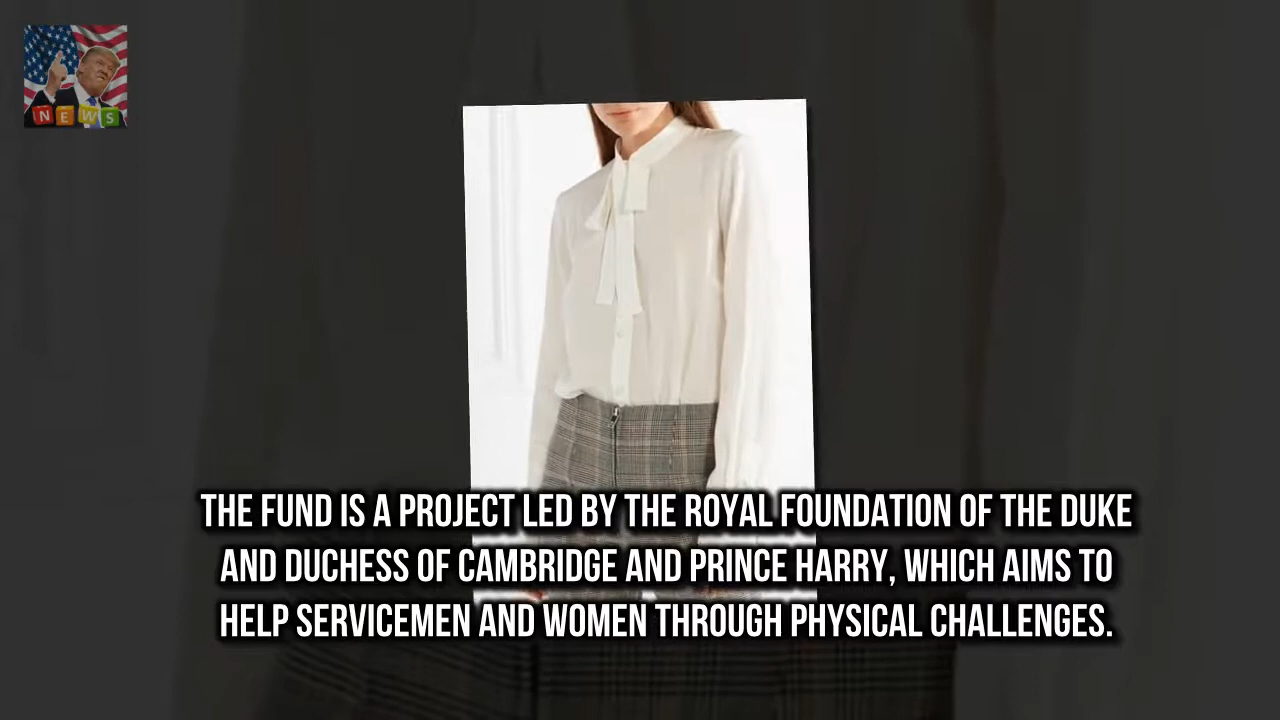 NEWS
THE FUND IS A PROJECT LED BY THE ROYAL FOUNDATION OF THE DUKE
AND DUCHESS OF CAMBRIDGE AND PRINCE HARRY, WHICH AIMS TO
HELP SERVICEMEN AND WOMEN THROUGH PHYSICAL CHALLENGES.